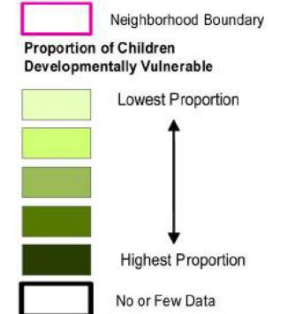 Neighborhood Boundary
Proportion of Children
Developmentally Vulnerable
Lowest Proportion
Highest Proportion
No or Few Data